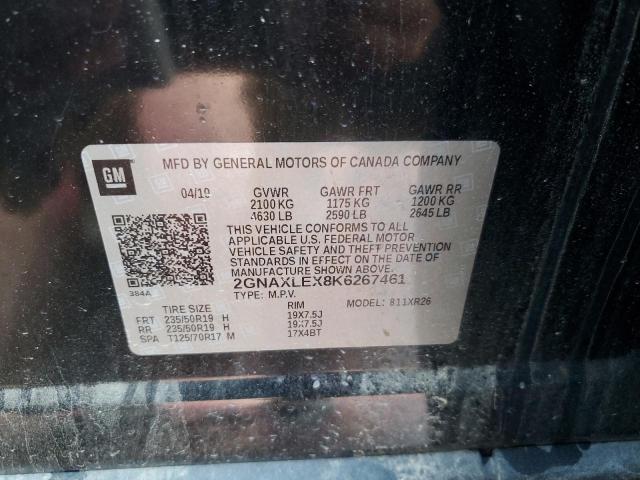 GM
MFD BY GENERAL MOTORS OF CANADA COMPANY
04/19 GVWR GAWR FRT GAWR RR
2100 KG 1175 KG 1200 KG
4630 LB 2590 LB 2645 LB
THIS VEHICLE CONFORMS TO ALL
APPLICABLE U.S. FEDERAL MOTOR
VEHICLE SAFETY AND THEFT PREVENTION
STANDARDS IN EFFECT ON THE DATE OF
MANUFACTURE SHOWN ABOVE.
2GNAXLEX8K6267461
384A
TYPE: M.P.V. MODEL: 811XR26
TIRE SIZE RIM
FRT 235/50R19 H 19X7.5J
RR 235/50R19 H 19X7.5J
SPA T125/70R17 M 17X4BT